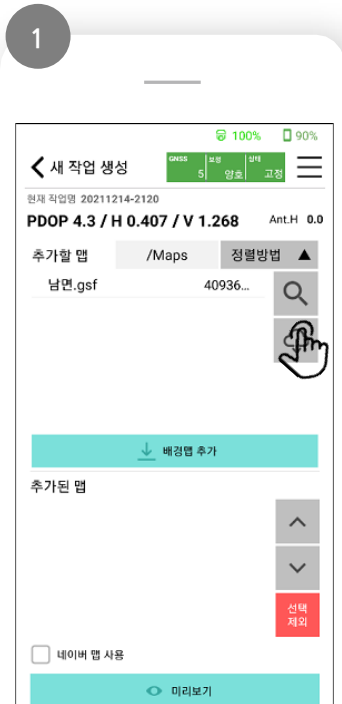 1
100% 90%
새 작업 생성 GNSS 5 보정 양호 상태 고정
현재 작업명 20211214-2120
PDOP 4.3 / H 0.407 / V 1.268 Ant.H 0.0
추가할 맵 /Maps 정렬방법 ▲
남면.gsf 40936...
배경맵 추가
추가된 맵
선택
제외
네이버 맵 사용
미리보기